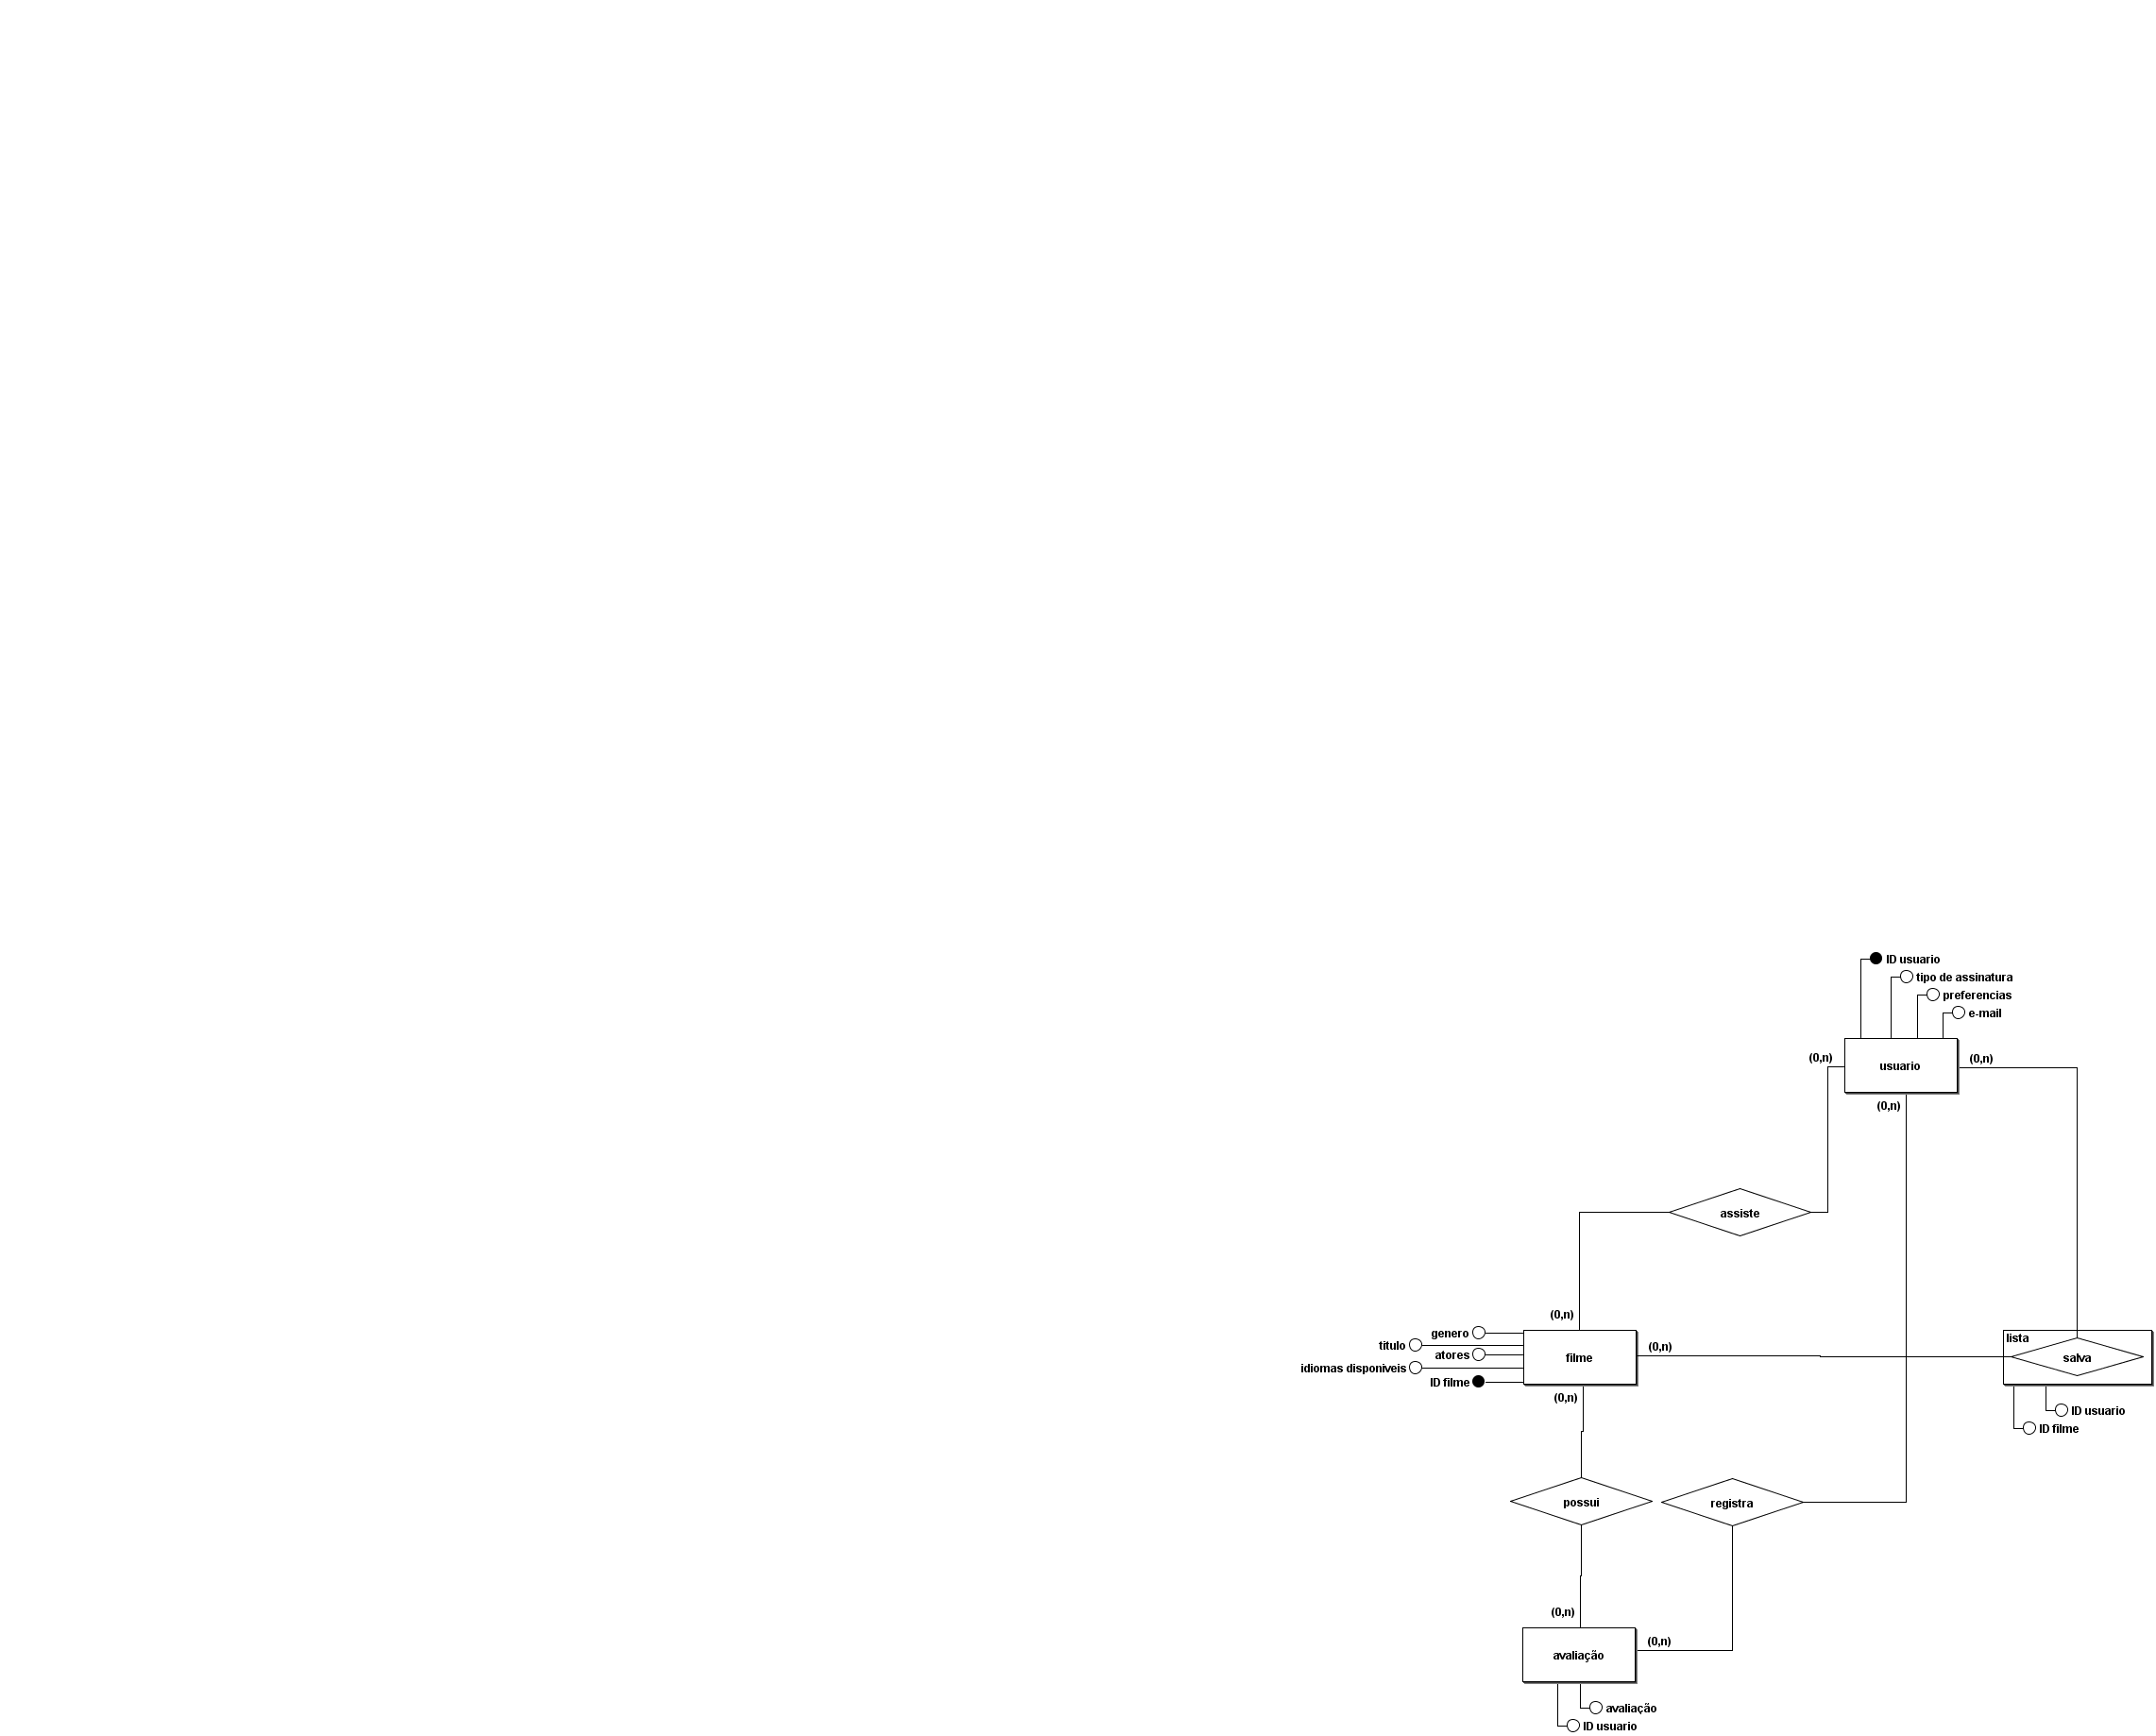 ID usuario
tipo de assinatura
preferencias
e-mail
(0,n)
usuario
(0,n)
(0,n)
assiste
(0,n)
genero
titulo
atores
idiomas disponiveis
ID filme
filme
(0,n)
(0,n)
lista
salva
ID usuario
ID filme
possui
registra
(0,n)
(0,n)
avaliação
avaliação
ID usuario